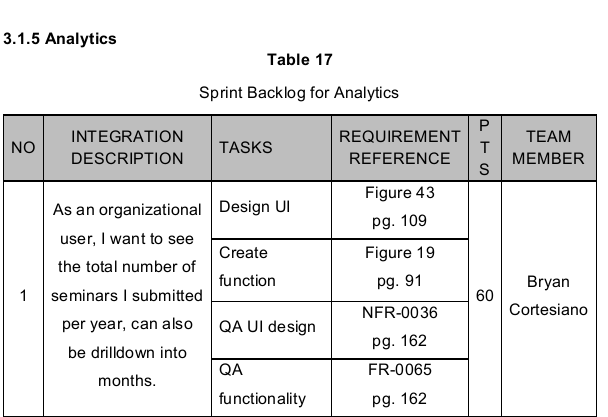 3.1.5 Analytics
Table 17
Sprint Backlog for Analytics
NO
INTEGRATION
DESCRIPTION
TASKS
REQUIREMENT
REFERENCE
P
T
S
TEAM
MEMBER
1
As an organizational
user, I want to see
the total number of
seminars I submitted
per year, can also
be drilldown into
months.
Design UI
Figure 43
pg. 109
Create
function
Figure 19
pg. 91
QA UI design
NFR-0036
pg. 162
QA
functionality
FR-0065
pg. 162
60
Bryan
Cortesiano